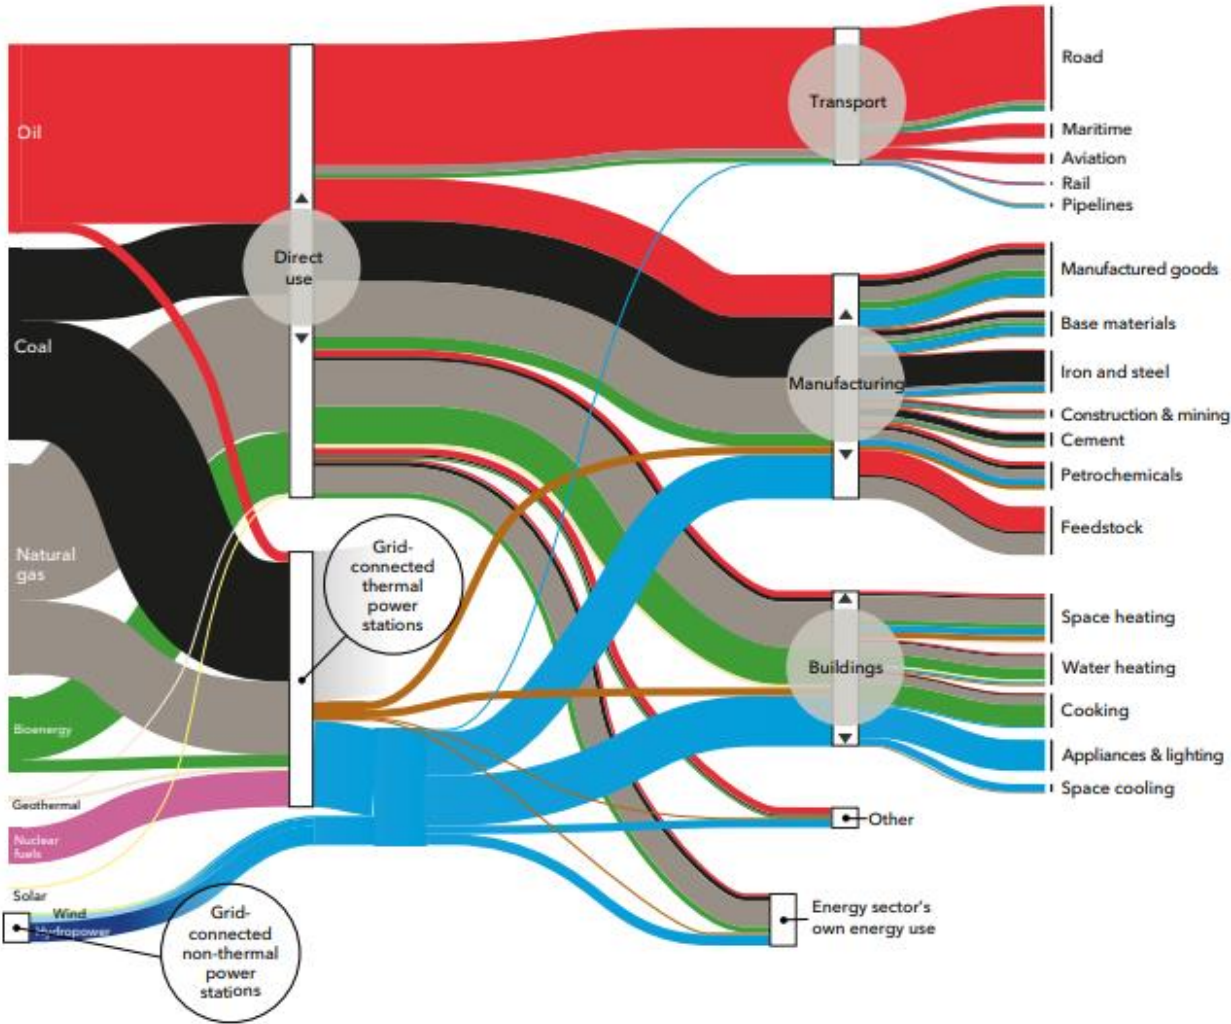 Oil
Coal
Natural
gas
Bioenergy
Geothermal
Nuclear
fuels
Solar
Wind
Hydropower
Direct
use
Grid-
connected
thermal
power
stations
Grid-
connected
non-thermal
power
stations
Transport
Manufacturing
Buildings
Other
Energy sector's
own energy use
Road
Maritime
Aviation
Rail
Pipelines
Manufactured goods
Base materials
Iron and steel
Construction & mining
Cement
Petrochemicals
Feedstock
Space heating
Water heating
Cooking
Appliances & lighting
Space cooling